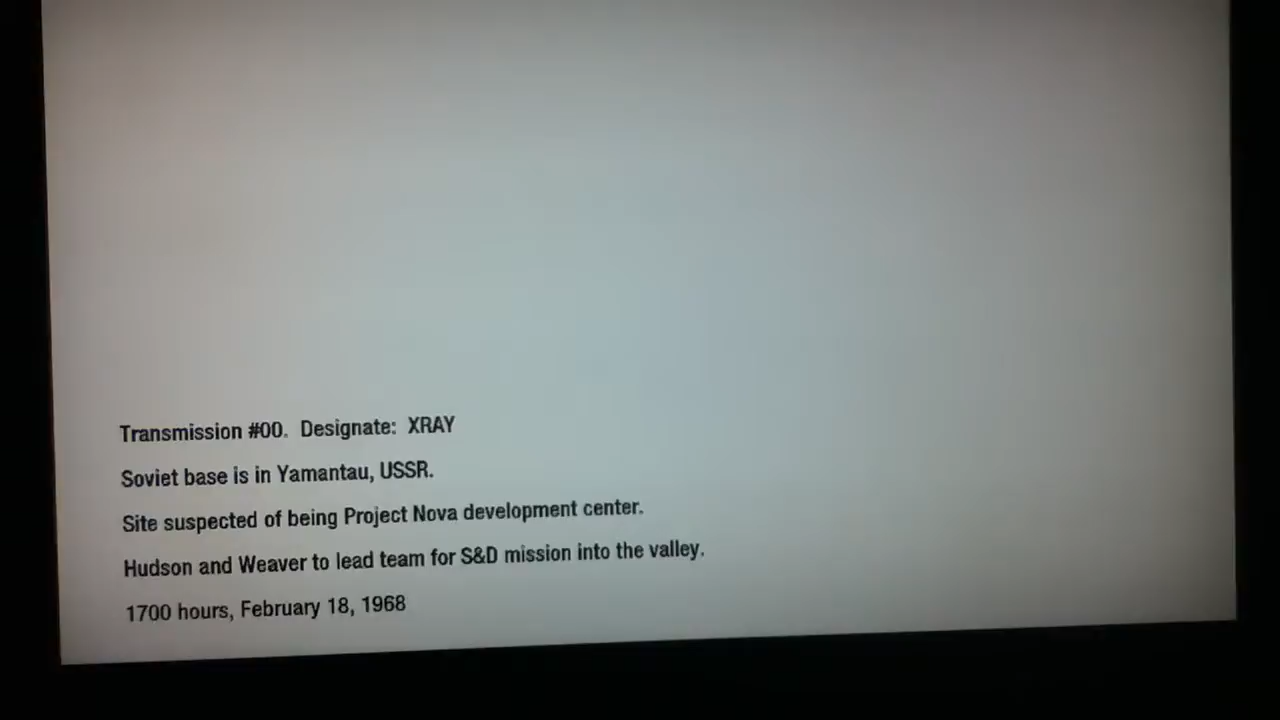 Transmission #00.  Designate:  XRAY
Soviet base is in Yamantau, USSR.
Site suspected of being Project Nova development center.
Hudson and Weaver to lead team for S&D mission into the valley.
1700 hours, February 18, 1968